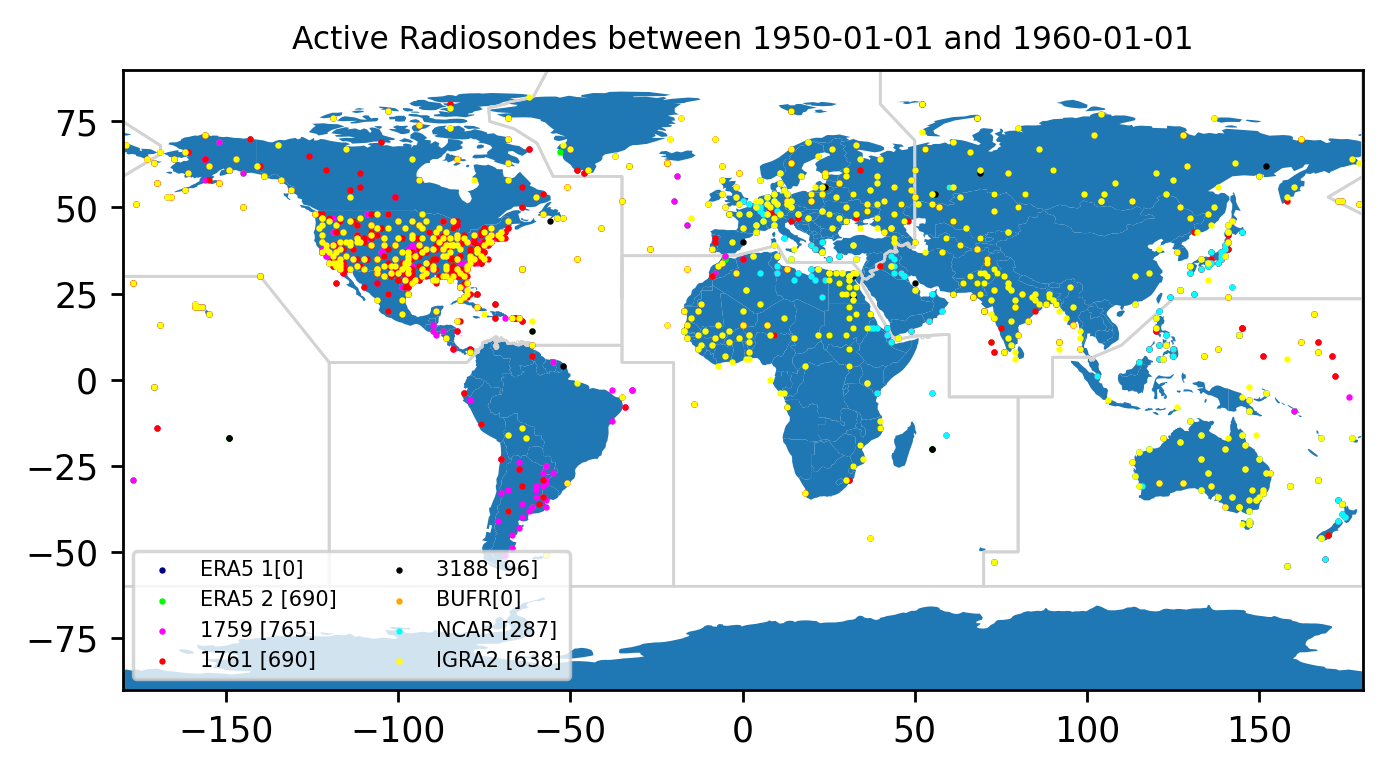 Active Radiosondes between 1950-01-01 and 1960-01-01
75
50
25
0
−25
−50
−75
ERA5 1[0]
ERA5 2 [690]
1759 [765]
1761 [690]
3188 [96]
BUFR[0]
NCAR [287]
IGRA2 [638]
−150 −100 −50 0 50 100 150